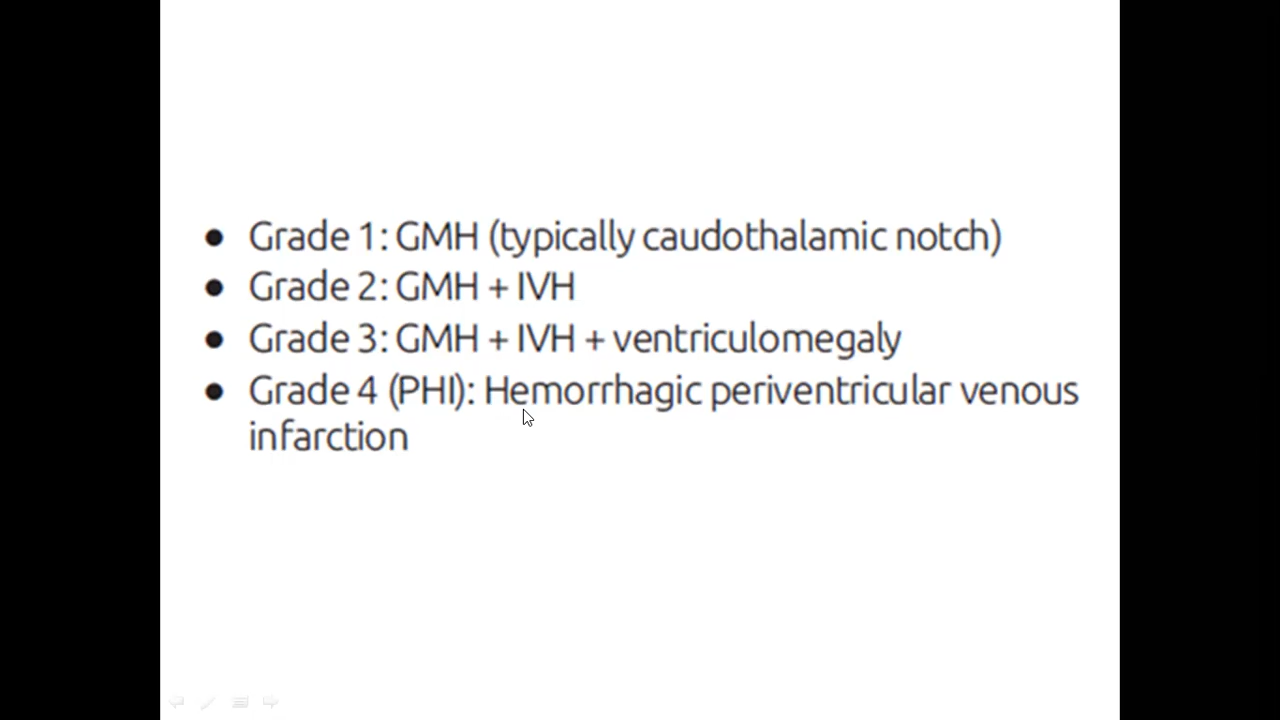 ● Grade 1: GMH (typically caudothalamic notch)
● Grade 2: GMH + IVH
● Grade 3: GMH + IVH + ventriculomegaly
● Grade 4 (PHI): Hemorrhagic periventricular venous
infarction